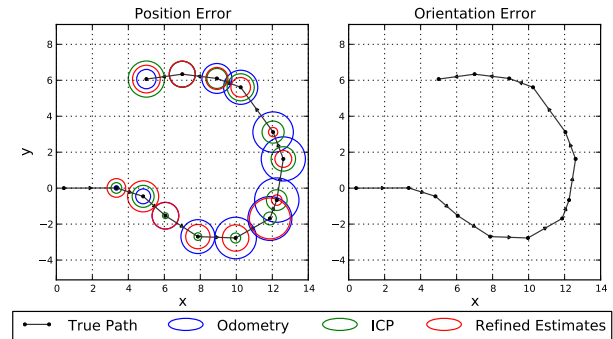 Position Error
Orientation Error
y
8
6
4
2
0
−2
−4
0 2 4 6 8 10 12 14
x
8
6
4
2
0
−2
−4
0 2 4 6 8 10 12 14
x
True Path
Odometry
ICP
Refined Estimates